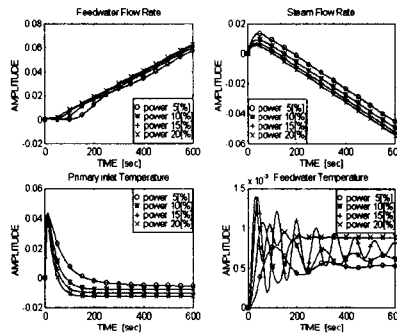 Feedwater Flow Rate
0.08
0.06
0.04
0.02
0
-0.02
AMPLITUDE
power 5[%]
power 10[%]
power 15[%]
power 20[%]
0 200 400 600
TIME [sec]
Steam Flow Rate
0.02
0
-0.02
-0.04
-0.06
AMPLITUDE
power 5[%]
power 10[%]
power 15[%]
power 20[%]
0 200 400 600
TIME [sec]
Primary Inlet Temperature
0.06
0.04
0.02
0
-0.02
AMPLITUDE
power 5[%]
power 10[%]
power 15[%]
power 20[%]
0 200 400 600
TIME [sec]
Feedwater Temperature
x 10⁻³
1.5
1
0.5
0
AMPLITUDE
power 5[%]
power 10[%]
power 15[%]
power 20[%]
0 200 400 600
TIME [sec]